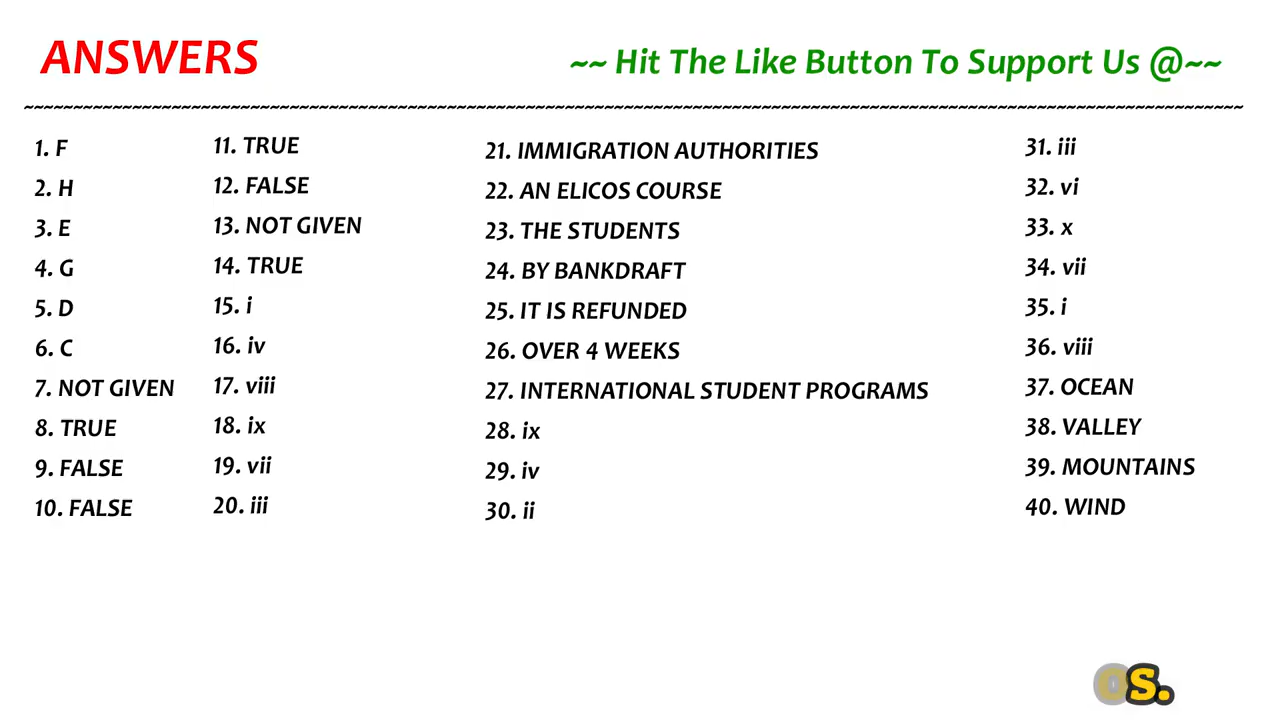 ANSWERS
~~ Hit The Like Button To Support Us @~~
1. F
2. H
3. E
4. G
5. D
6. C
7. NOT GIVEN
8. TRUE
9. FALSE
10. FALSE
11. TRUE
12. FALSE
13. NOT GIVEN
14. TRUE
15. i
16. iv
17. viii
18. ix
19. vii
20. iii
21. IMMIGRATION AUTHORITIES
22. AN ELICOS COURSE
23. THE STUDENTS
24. BY BANKDRAFT
25. IT IS REFUNDED
26. OVER 4 WEEKS
27. INTERNATIONAL STUDENT PROGRAMS
28. ix
29. iv
30. ii
31. iii
32. vi
33. x
34. vii
35. i
36. viii
37. OCEAN
38. VALLEY
39. MOUNTAINS
40. WIND
OS.